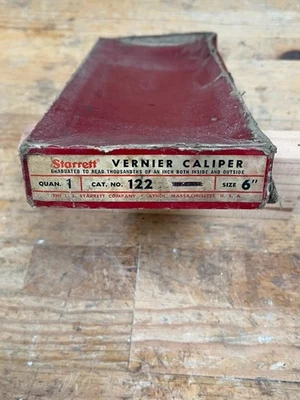 Starrett VERNIER CALIPER
GRADUATED TO READ THOUSANDTHS OF AN INCH BOTH INSIDE AND OUTSIDE
QUAN. 1 CAT. NO. 122 SIZE 6"
THE L. S. STARRETT COMPANY ATHOL, MASSACHUSETTS U. S. A.